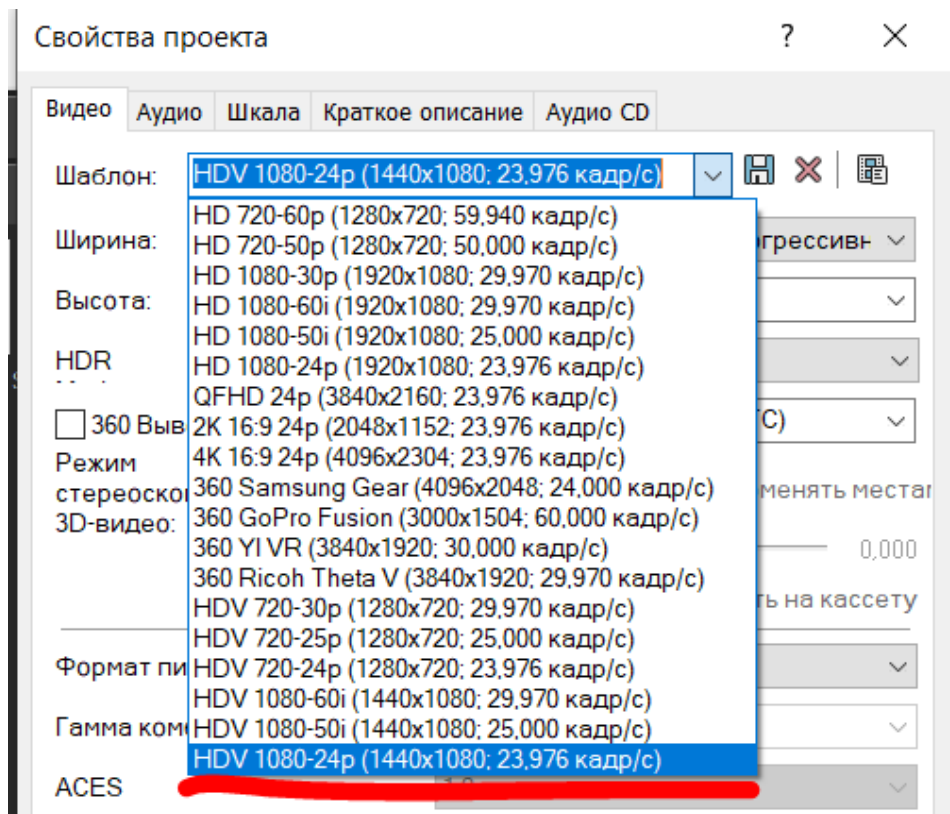 Свойства проекта ? ×
Видео Аудио Шкала Краткое описание Аудио CD
Шаблон: HDV 1080-24p (1440x1080; 23,976 кадр/с)
HD 720-60p (1280x720; 59,940 кадр/с)
Ширина:
HD 720-50p (1280x720; 50,000 кадр/с)
HD 1080-30p (1920x1080; 29,970 кадр/с)
Высота:
HD 1080-60i (1920x1080; 29,970 кадр/с)
HD 1080-50i (1920x1080; 25,000 кадр/с)
HDR
HD 1080-24p (1920x1080; 23,976 кадр/с)
QFHD 24p (3840x2160; 23,976 кадр/с)
360 Выв 2K 16:9 24p (2048x1152; 23,976 кадр/с)
Режим 4K 16:9 24p (4096x2304; 23,976 кадр/с)
стереоско 360 Samsung Gear (4096x2048; 24,000 кадр/с) менять места
3D-видео: 360 GoPro Fusion (3000x1504; 60,000 кадр/с)
360 YI VR (3840x1920; 30,000 кадр/с) 0,000
360 Ricoh Theta V (3840x1920; 29,970 кадр/с)
HDV 720-30p (1280x720; 29,970 кадр/с) ть на кассету
HDV 720-25p (1280x720; 25,000 кадр/с)
Формат пи HDV 720-24p (1280x720; 23,976 кадр/с)
HDV 1080-60i (1440x1080; 29,970 кадр/с)
Гамма ком HDV 1080-50i (1440x1080; 25,000 кадр/с)
HDV 1080-24p (1440x1080; 23,976 кадр/с)
ACES